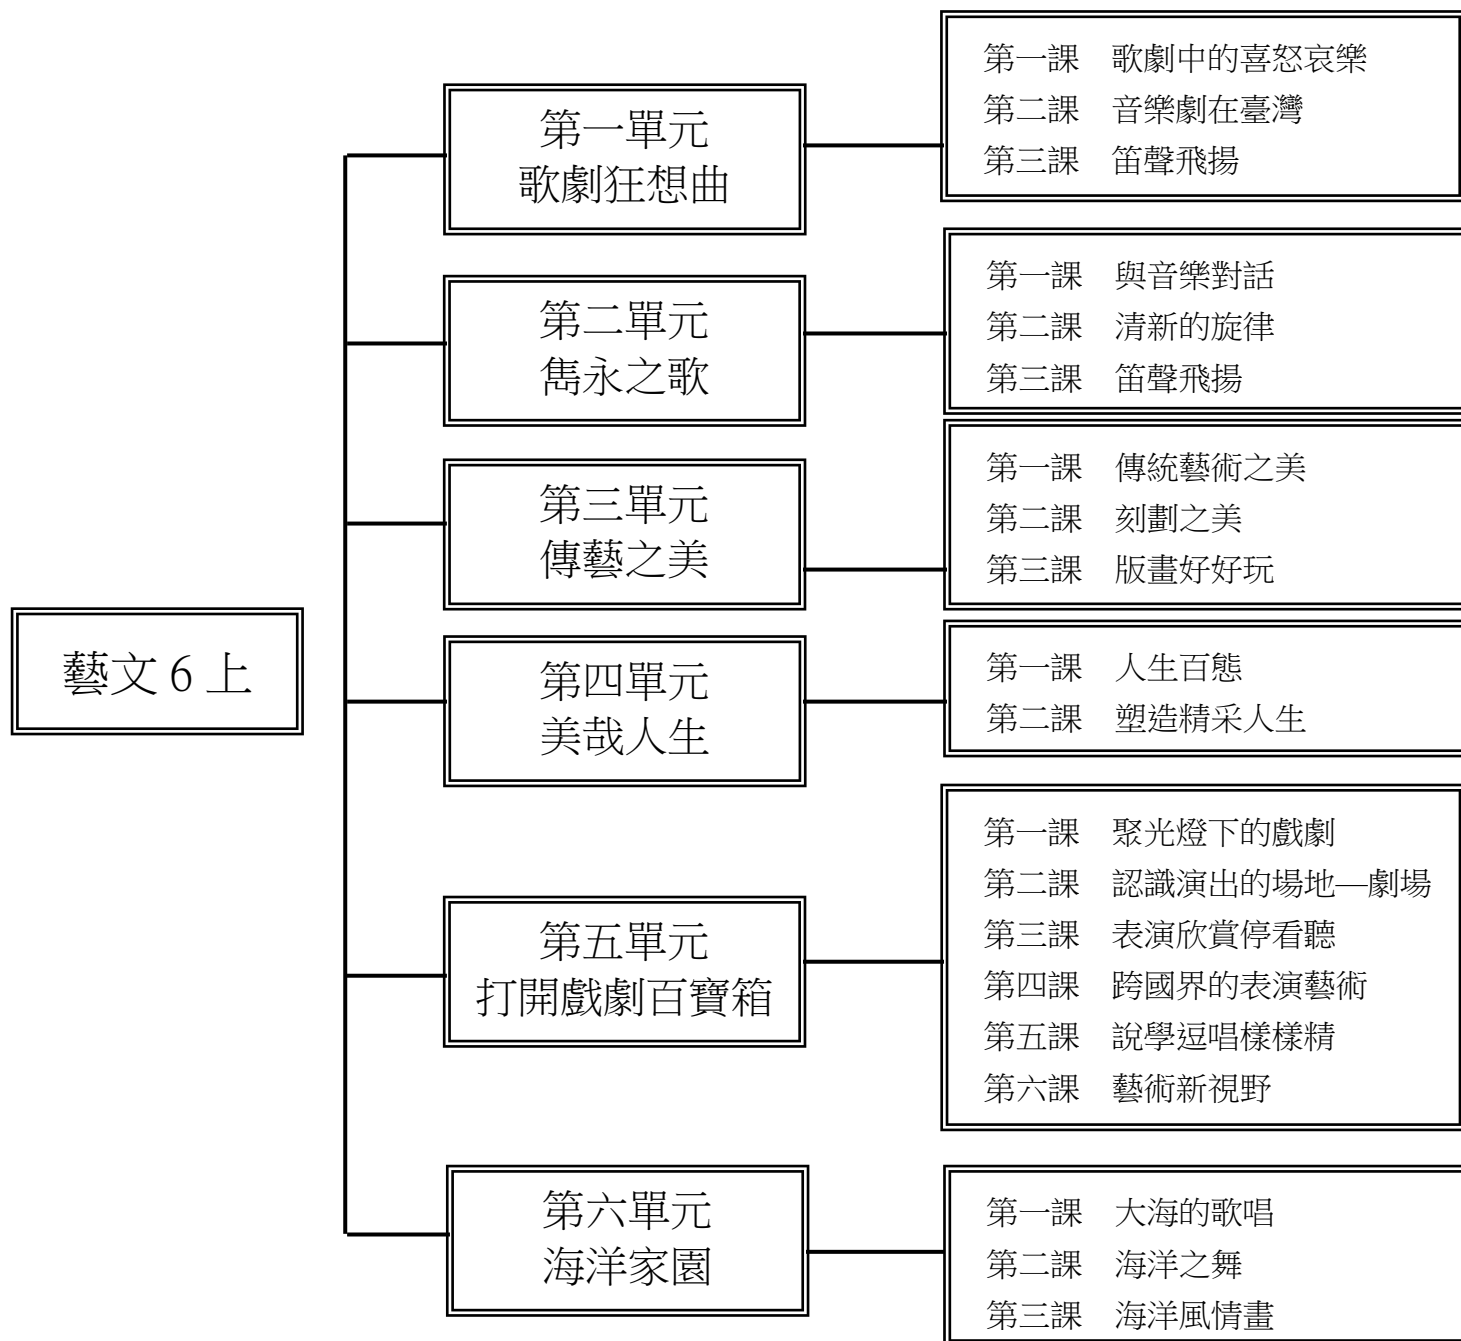 藝文 6 上
第一單元
歌劇狂想曲
第一課　歌劇中的喜怒哀樂
第二課　音樂劇在臺灣
第三課　笛聲飛揚
第二單元
雋永之歌
第一課　與音樂對話
第二課　清新的旋律
第三課　笛聲飛揚
第三單元
傳藝之美
第一課　傳統藝術之美
第二課　刻劃之美
第三課　版畫好好玩
第四單元
美哉人生
第一課　人生百態
第二課　塑造精采人生
第五單元
打開戲劇百寶箱
第一課　聚光燈下的戲劇
第二課　認識演出的場地—劇場
第三課　表演欣賞停看聽
第四課　跨國界的表演藝術
第五課　說學逗唱樣樣精
第六課　藝術新視野
第六單元
海洋家園
第一課　大海的歌唱
第二課　海洋之舞
第三課　海洋風情畫